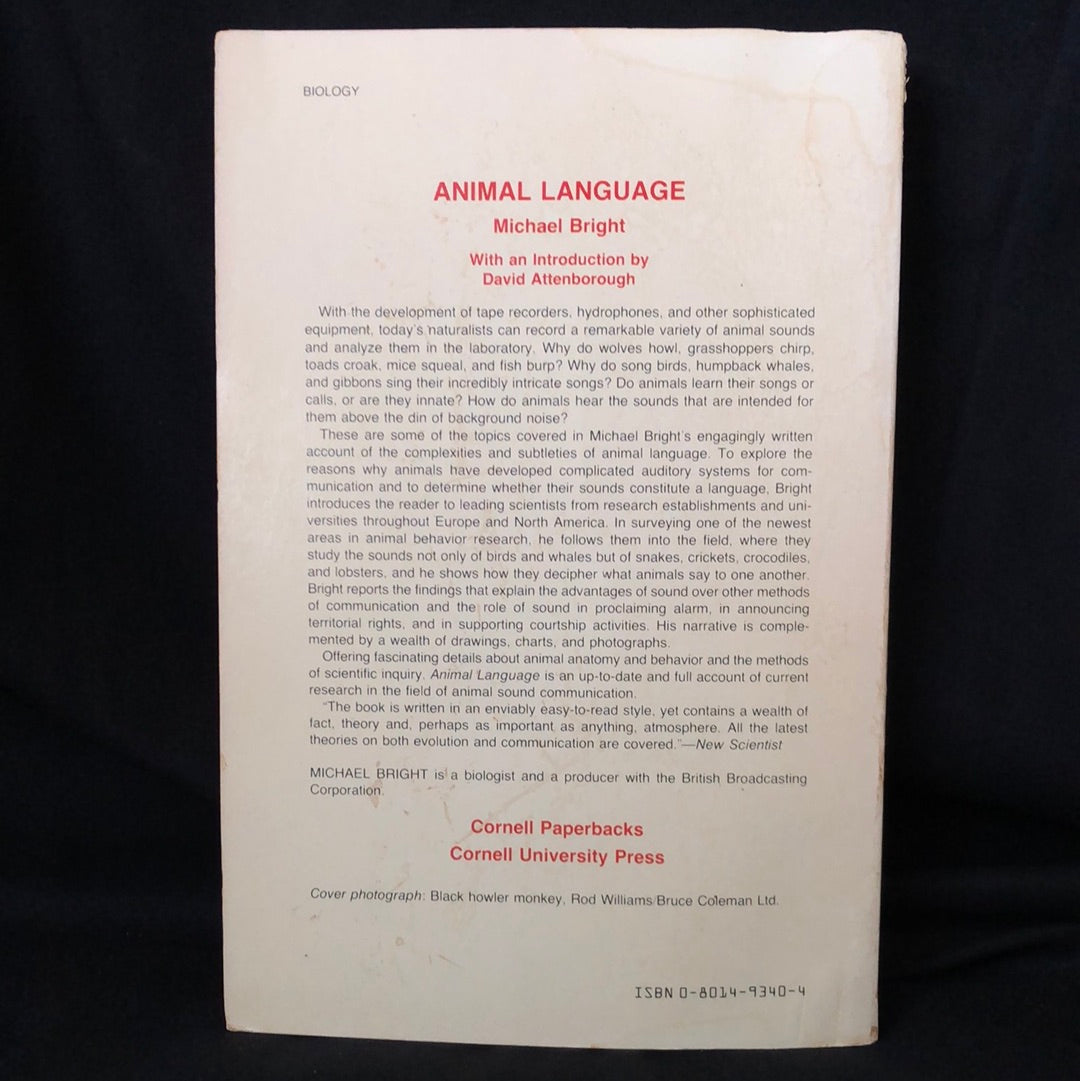 BIOLOGY
ANIMAL LANGUAGE
Michael Bright
With an Introduction by
David Attenborough
With the development of tape recorders, hydrophones, and other sophisticated
equipment, today's naturalists can record a remarkable variety of animal sounds
and analyze them in the laboratory. Why do wolves howl, grasshoppers chirp,
toads croak, mice squeal, and fish burp? Why do song birds, humpback whales,
and gibbons sing their incredibly intricate songs? Do animals learn their songs or
calls, or are they innate? How do animals hear the sounds that are intended for
them above the din of background noise?
These are some of the topics covered in Michael Bright's engagingly written
account of the complexities and subtleties of animal language. To explore the
reasons why animals have developed complicated auditory systems for com-
munication and to determine whether their sounds constitute a language, Bright
introduces the reader to leading scientists from research establishments and uni-
versities throughout Europe and North America. In surveying one of the newest
areas in animal behavior research, he follows them into the field, where they
study the sounds not only of birds and whales but of snakes, crickets, crocodiles,
and lobsters, and he shows how they decipher what animals say to one another.
Bright reports the findings that explain the advantages of sound over other methods
of communication and the role of sound in proclaiming alarm, in announcing
territorial rights, and in supporting courtship activities. His narrative is comple-
mented by a wealth of drawings, charts, and photographs.
Offering fascinating details about animal anatomy and behavior and the methods
of scientific inquiry, Animal Language is an up-to-date and full account of current
research in the field of animal sound communication.
"The book is written in an enviably easy-to-read style, yet contains a wealth of
fact, theory and, perhaps as important as anything, atmosphere. All the latest
theories on both evolution and communication are covered."—New Scientist
MICHAEL BRIGHT is a biologist and a producer with the British Broadcasting
Corporation.
Cornell Paperbacks
Cornell University Press
Cover photograph: Black howler monkey, Rod Williams/Bruce Coleman Ltd.
ISBN 0-8014-9340-4